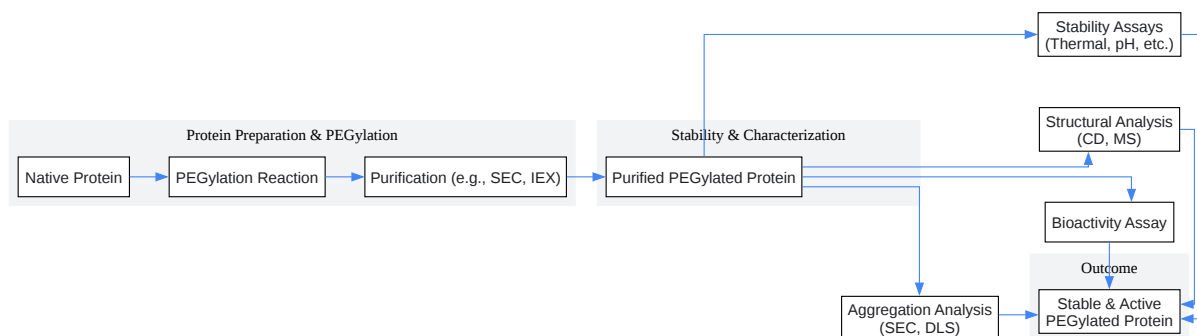 Stability Assays
(Thermal, pH, etc.)
Protein Preparation & PEGylation
Stability & Characterization
Structural Analysis
(CD, MS)
Native Protein
PEGylation Reaction
Purification (e.g., SEC, IEX)
Purified PEGylated Protein
Bioactivity Assay
Outcome
Aggregation Analysis
(SEC, DLS)
Stable & Active
PEGylated Protein